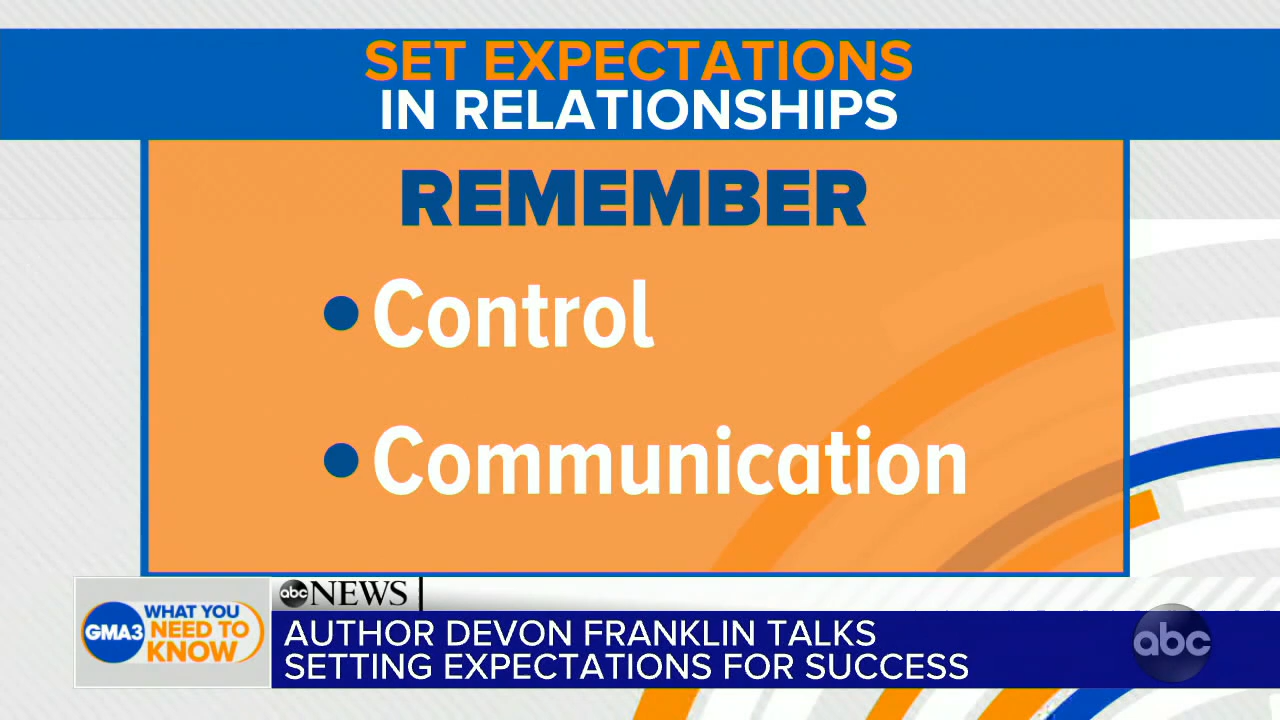 SET EXPECTATIONS
IN RELATIONSHIPS
REMEMBER
• Control
• Communication
abc NEWS
GMA3 WHAT YOU
NEED TO
KNOW
AUTHOR DEVON FRANKLIN TALKS
SETTING EXPECTATIONS FOR SUCCESS
abc